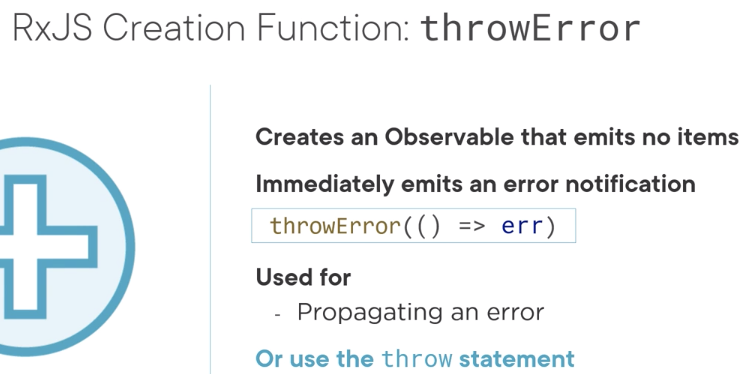 RxJS Creation Function: throwError
Creates an Observable that emits no items
Immediately emits an error notification
throwError(() => err)
Used for
- Propagating an error
Or use the throw statement